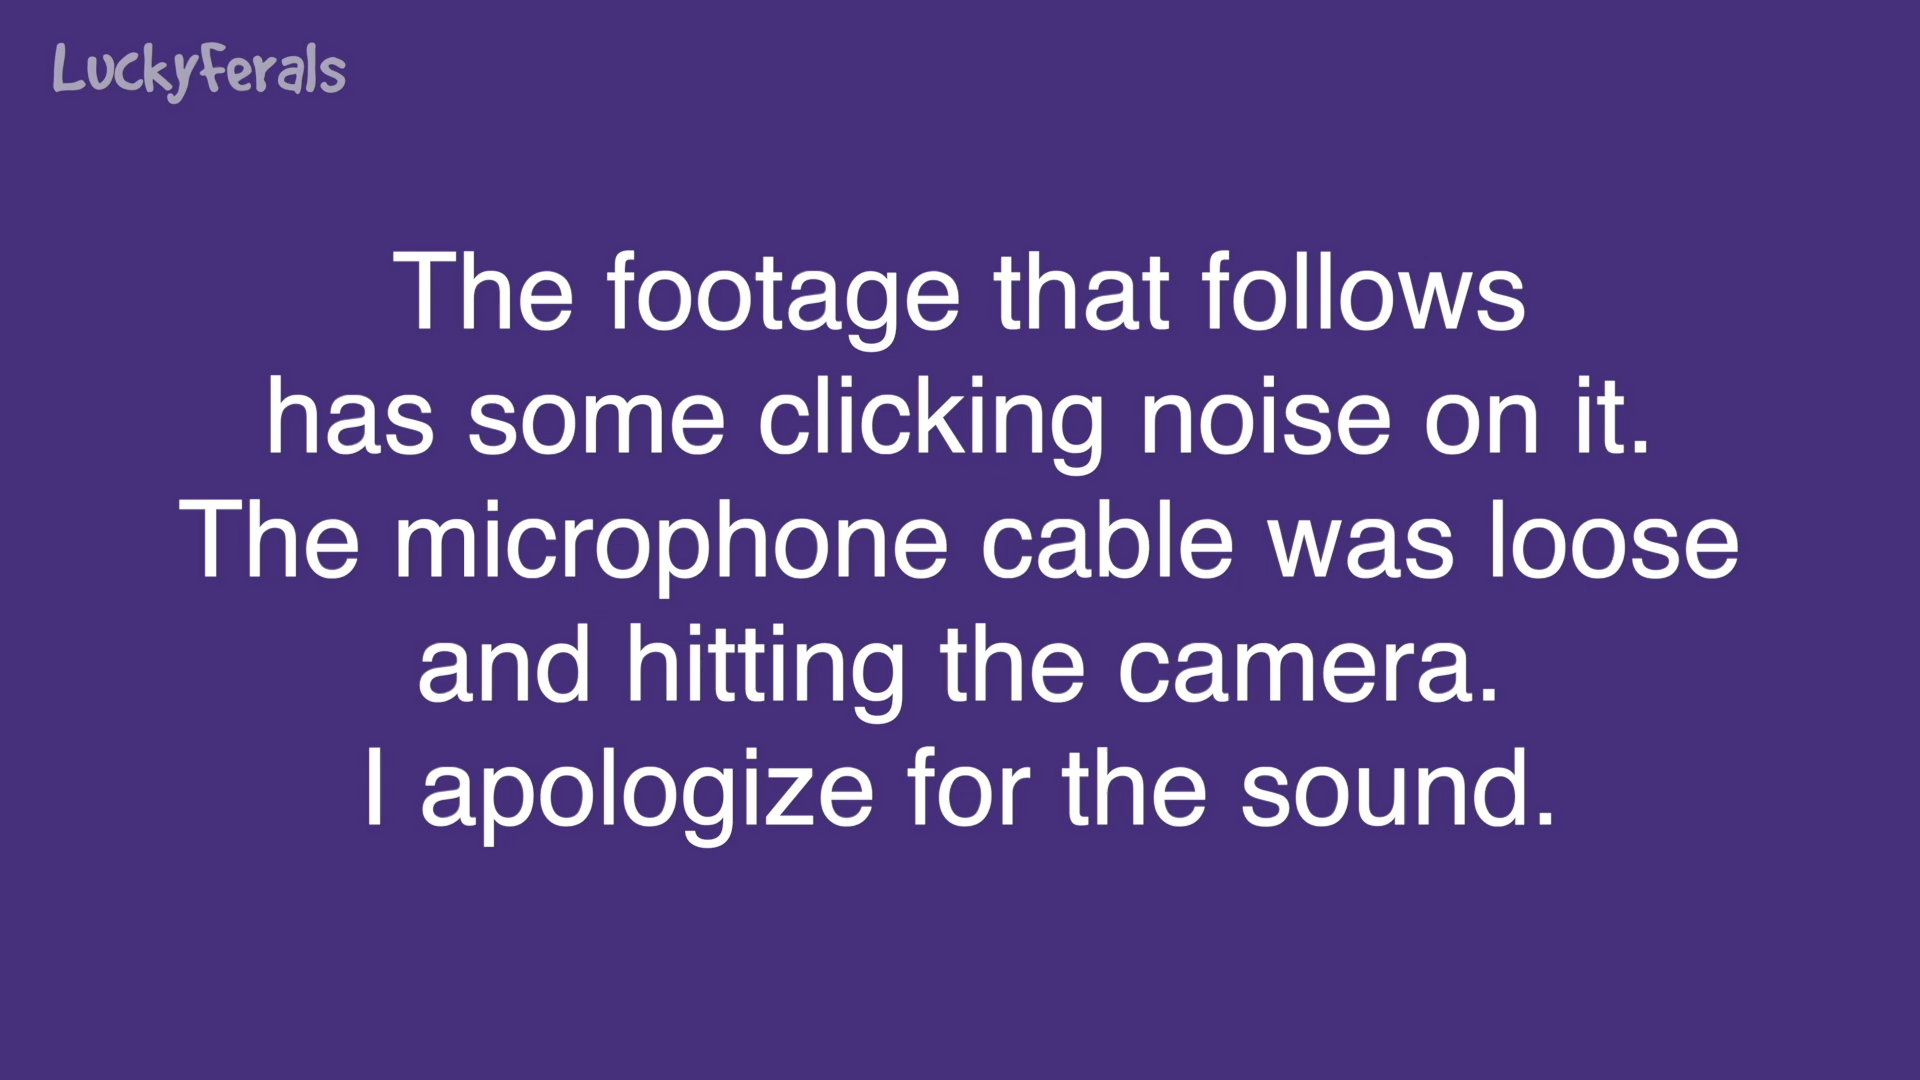 LuckyFerals
The footage that follows
has some clicking noise on it.
The microphone cable was loose
and hitting the camera.
I apologize for the sound.